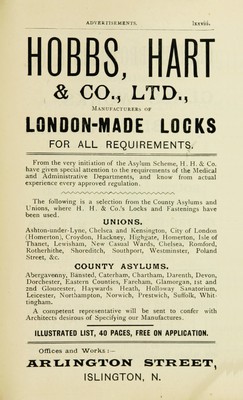 ADVERTISEMENTS. lxxviii.
HOBBS, HART
& CO., LTD.,
MANUFACTURERS OF
LONDON-MADE LOCKS
FOR ALL REQUIREMENTS.
From the very initiation of the Asylum Scheme, H. H. & Co.
have given special attention to the requirements of the Medical
and Administrative Departments, and know from actual
experience every approved regulation.
The following is a selection from the County Asylums and
Unions, where H. H. & Co.'s Locks and Fastenings have
been used.
UNIONS.
Ashton-under-Lyne, Chelsea and Kensington, City of London
(Homerton), Croydon, Hackney, Highgate, Homerton, Isle of
Thanet, Lewisham, New Casual Wards, Chelsea, Romford,
Rotherhithe, Shoreditch, Southport, Westminster, Poland
Street, &c.
COUNTY ASYLUMS.
Abergavenny, Banstead, Caterham, Chartham, Darenth, Devon,
Dorchester, Eastern Counties, Fareham, Glamorgan, 1st and
2nd Gloucester, Haywards Heath, Holloway Sanatorium,
Leicester, Northampton, Norwich, Prestwich, Suffolk, Whit-
tingham.
A competent representative will be sent to confer with
Architects desirous of Specifying our Manufactures.
ILLUSTRATED LIST, 40 PAGES, FREE ON APPLICATION.
Offices and Works :—
ARLINGTON STREET,
ISLINGTON, N.